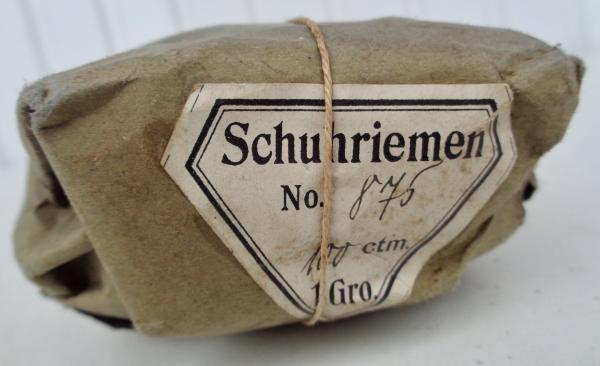 Schuhriemen
No. 875
100 ctm.
1 Gro.